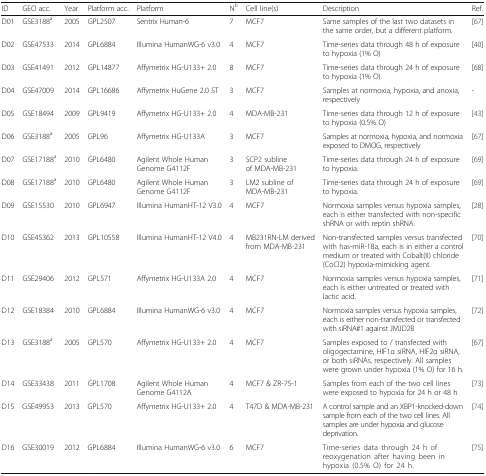 ID GEO acc. Year Platform acc. Platform N^b Cell line(s) Description Ref.
D01 GSE3188^a 2005 GPL2507 Sentrix Human-6 7 MCF7 Same samples of the last two datasets in [67]
the same order, but a different platform.
D02 GSE47533 2014 GPL6884 Illumina HumanWG-6 v3.0 4 MCF7 Time-series data through 48 h of exposure [40]
to hypoxia (1% O)
D03 GSE41491 2012 GPL14877 Affymetrix HG-U133+ 2.0 8 MCF7 Time-series data through 24 h of exposure [68]
to hypoxia (1% O)
D04 GSE47009 2014 GPL16686 Affymetrix HuGene 2.0 ST 3 MCF7 Samples at normoxia, hypoxia, and anoxia, -
respectively
D05 GSE18494 2009 GPL9419 Affymetrix HG-U133+ 2.0 4 MDA-MB-231 Time-series data through 12 h of exposure [43]
to hypoxia (0.5% O)
D06 GSE3188^a 2005 GPL96 Affymetrix HG-U133A 3 MCF7 Samples at normoxia, hypoxia, and normoxia [67]
exposed to DMOG, respectively
D07 GSE17188^a 2010 GPL6480 Agilent Whole Human 3 SCP2 subline Time-series data through 24 h of exposure [69]
Genome G4112F of MDA-MB-231 to hypoxia.
D08 GSE17188^a 2010 GPL6480 Agilent Whole Human 3 LM2 subline of Time-series data through 24 h of exposure [69]
Genome G4112F MDA-MB-231 to hypoxia.
D09 GSE15530 2010 GPL6947 Illumina HumanHT-12 V3.0 4 MCF7 Normoxia samples versus hypoxia samples, [28]
each is either transfected with non-specific
shRNA or with reptin shRNA.
D10 GSE45362 2013 GPL10558 Illumina HumanHT-12 V4.0 4 MB231RN-LM derived Non-transfected samples versus transfected [70]
from MDA-MB-231 with has-miR-18a, each is in either a control
medium or treated with Cobalt(II) chloride
(CoCl2) hypoxia-mimicking agent.
D11 GSE29406 2012 GPL571 Affymetrix HG-U133A 2.0 4 MCF7 Normoxia samples versus hypoxia samples, [71]
each is either untreated or treated with
lactic acid.
D12 GSE18384 2010 GPL6884 Illumina HumanWG-6 v3.0 4 MCF7 Normoxia samples versus hypoxia samples, [72]
each is either non-transfected or transfected
with siRNA#1 against JMJD2B
D13 GSE3188^a 2005 GPL570 Affymetrix HG-U133+ 2.0 4 MCF7 Samples exposed to / transfected with [67]
oligogectamine, HIF1α siRNA, HIF2α siRNA,
or both siRNAs, respectively. All samples
were grown under hypoxia (1% O) for 16 h.
D14 GSE33438 2011 GPL1708 Agilent Whole Human 4 MCF7 & ZR-75-1 Samples from each of the two cell lines [73]
Genome G4112A were exposed to hypoxia for 24 h or 48 h
D15 GSE49953 2013 GPL570 Affymetrix HG-U133+ 2.0 4 T47D & MDA-MB-231 A control sample and an XBP1-knocked-down [74]
sample from each of the two cell lines. All
samples are under hypoxia and glucose
deprivation.
D16 GSE30019 2012 GPL6884 Illumina HumanWG-6 v3.0 6 MCF7 Time-series data through 24 h of [75]
reoxygenation after having been in
hypoxia (0.5% O) for 24 h.